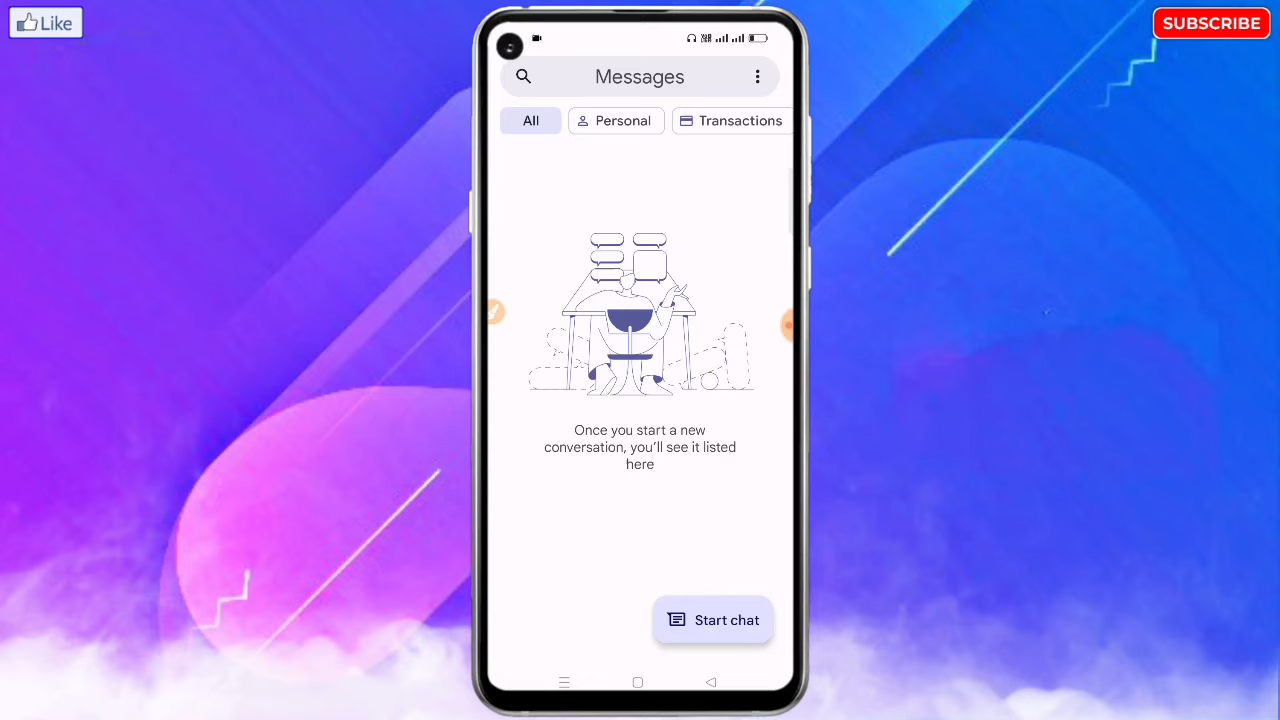 Like
SUBSCRIBE
Messages
All
Personal
Transactions
Once you start a new
conversation, you'll see it listed
here
Start chat